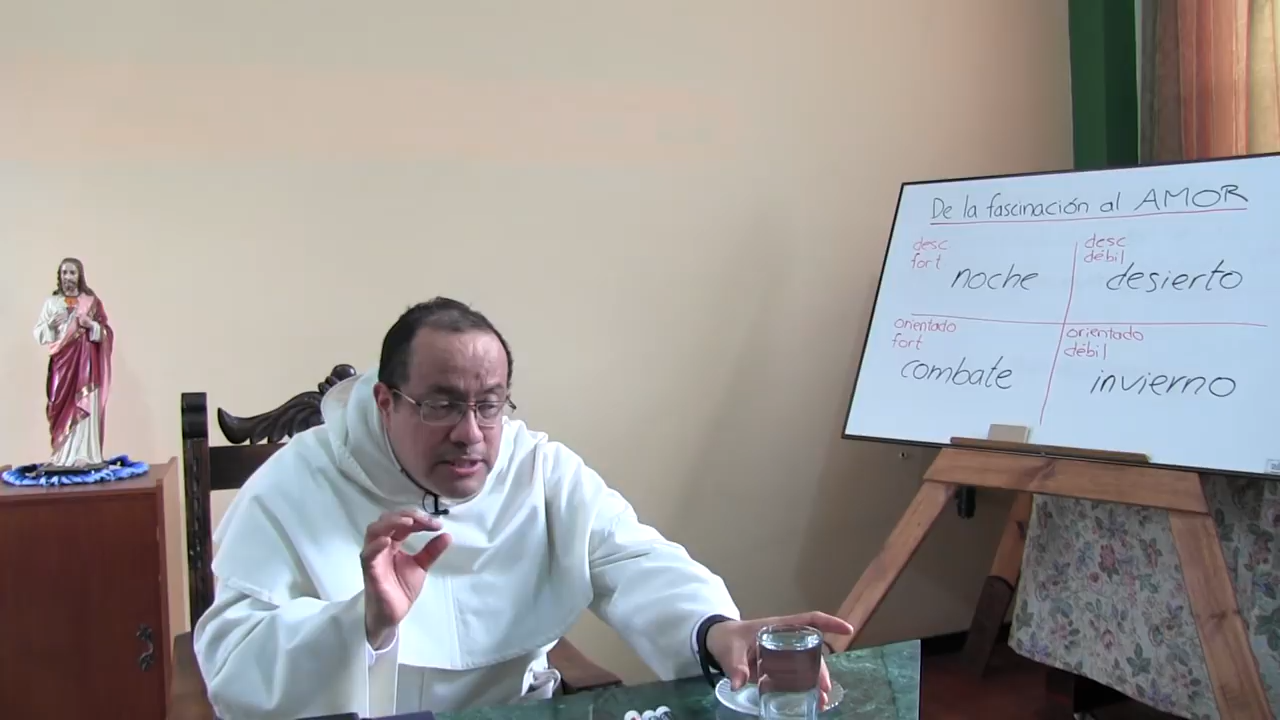 De la fascinación al AMOR
desc
fort
noche
desc
débil
desierto
orientado
fort
combate
orientado
débil
invierno